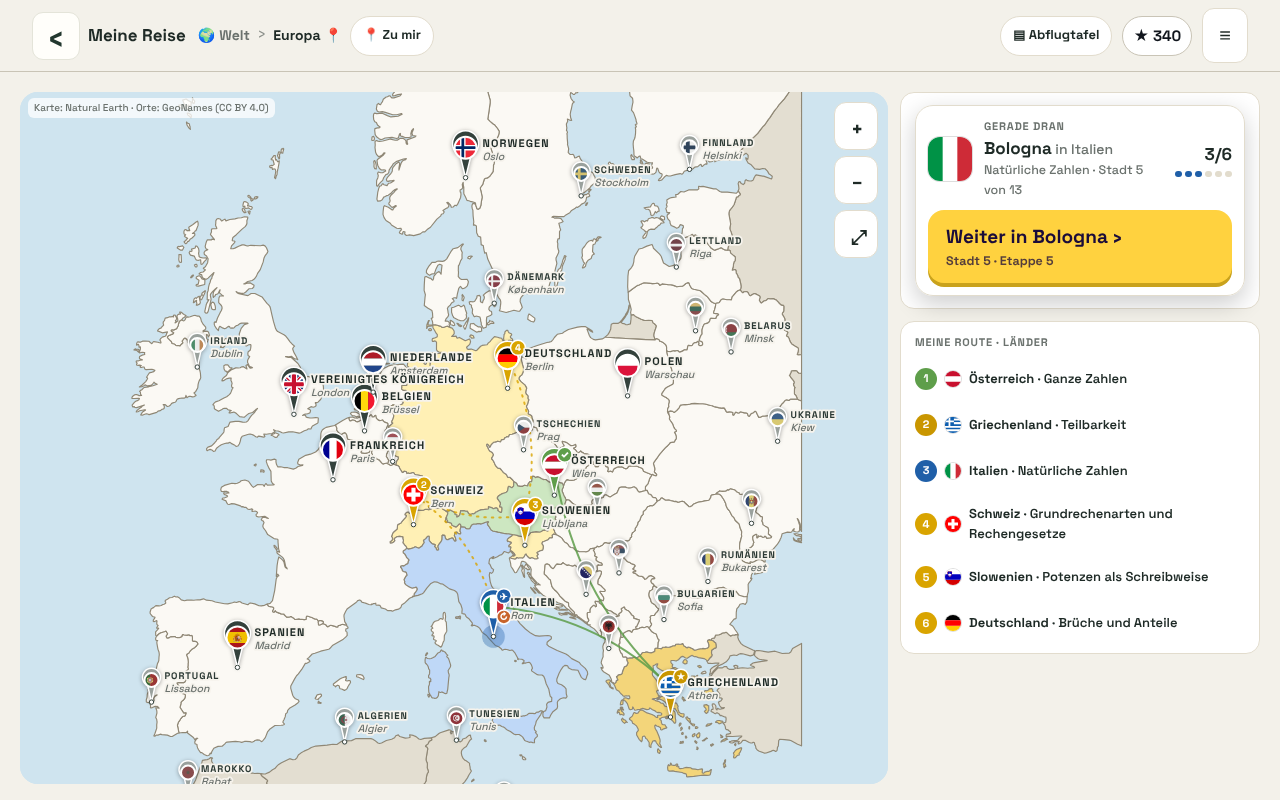 <
Meine Reise
🌍 Welt > Europa 📍
📍 Zu mir
▤ Abflugtafel
★ 340
≡
Karte: Natural Earth · Orte: GeoNames (CC BY 4.0)
+
−
⤢
NORWEGEN
Oslo
FINNLAND
Helsinki
SCHWEDEN
Stockholm
LETTLAND
Riga
DÄNEMARK
København
BELARUS
Minsk
IRLAND
Dublin
NIEDERLANDE
Amsterdam
4
DEUTSCHLAND
Berlin
POLEN
Warschau
VEREINIGTES KÖNIGREICH
London
BELGIEN
Brüssel
UKRAINE
Kiew
TSCHECHIEN
Prag
FRANKREICH
Paris
ÖSTERREICH
Wien
2
SCHWEIZ
Bern
3
SLOWENIEN
Ljubljana
RUMÄNIEN
Bukarest
BULGARIEN
Sofia
ITALIEN
Rom
SPANIEN
Madrid
PORTUGAL
Lissabon
GRIECHENLAND
Athen
ALGERIEN
Algier
TUNESIEN
Tunis
MAROKKO
Rabat
GERADE DRAN
Bologna in Italien
Natürliche Zahlen · Stadt 5
von 13
3/6
Weiter in Bologna >
Stadt 5 · Etappe 5
MEINE ROUTE · LÄNDER
1 Österreich · Ganze Zahlen
2 Griechenland · Teilbarkeit
3 Italien · Natürliche Zahlen
4 Schweiz · Grundrechenarten und
Rechengesetze
5 Slowenien · Potenzen als Schreibweise
6 Deutschland · Brüche und Anteile